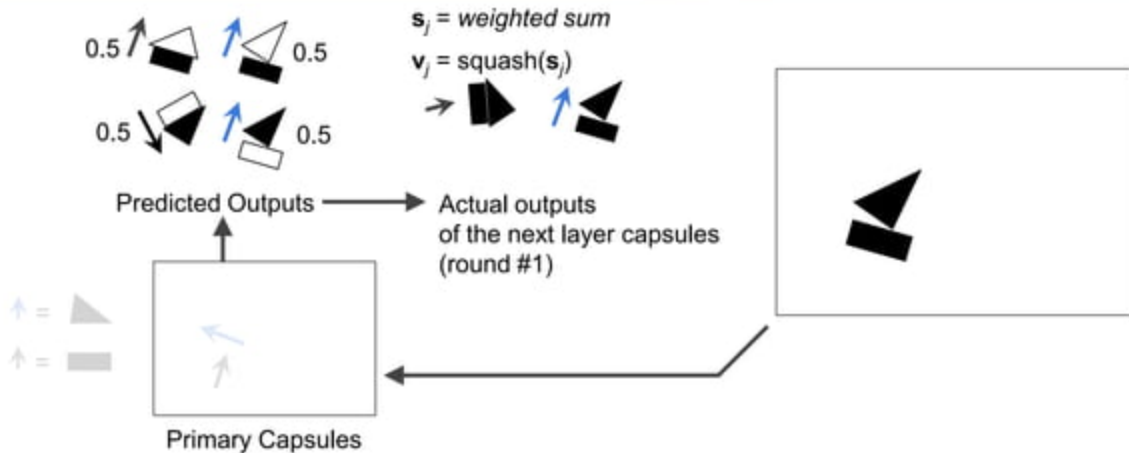 s_j = weighted sum
v_j = squash(s_j)
0.5 0.5
0.5 0.5
Predicted Outputs
Actual outputs
of the next layer capsules
(round #1)
=
=
Primary Capsules